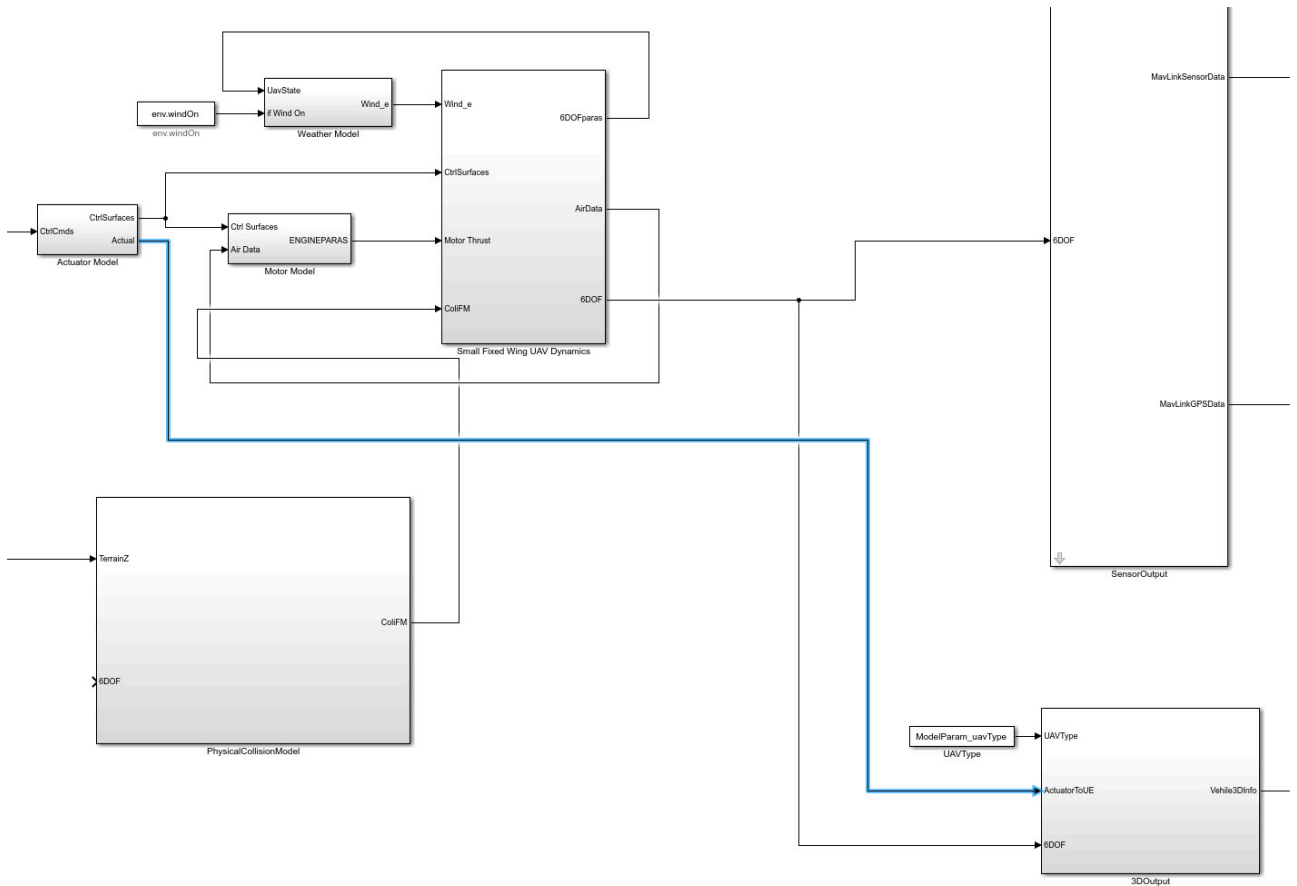 MavLinkSensorData
UavState
Wind_e
if Wind On
Weather Model
env.windOn
env.windOn
Wind_e
6DOFparas
CtrlSurfaces
AirData
Motor Thrust
6DOF
ColiFM
Small Fixed Wing UAV Dynamics
CtrlSurfaces
CtrlCmds
Actual
Actuator Model
Ctrl Surfaces
ENGINEPARAS
Air Data
Motor Model
6DOF
MavLinkGPSData
SensorOutput
TerrainZ
ColiFM
6DOF
PhysicalCollisionModel
ModelParam_uavType
UAVType
UAVType
ActuatorToUE
Vehile3DInfo
6DOF
3DOutput